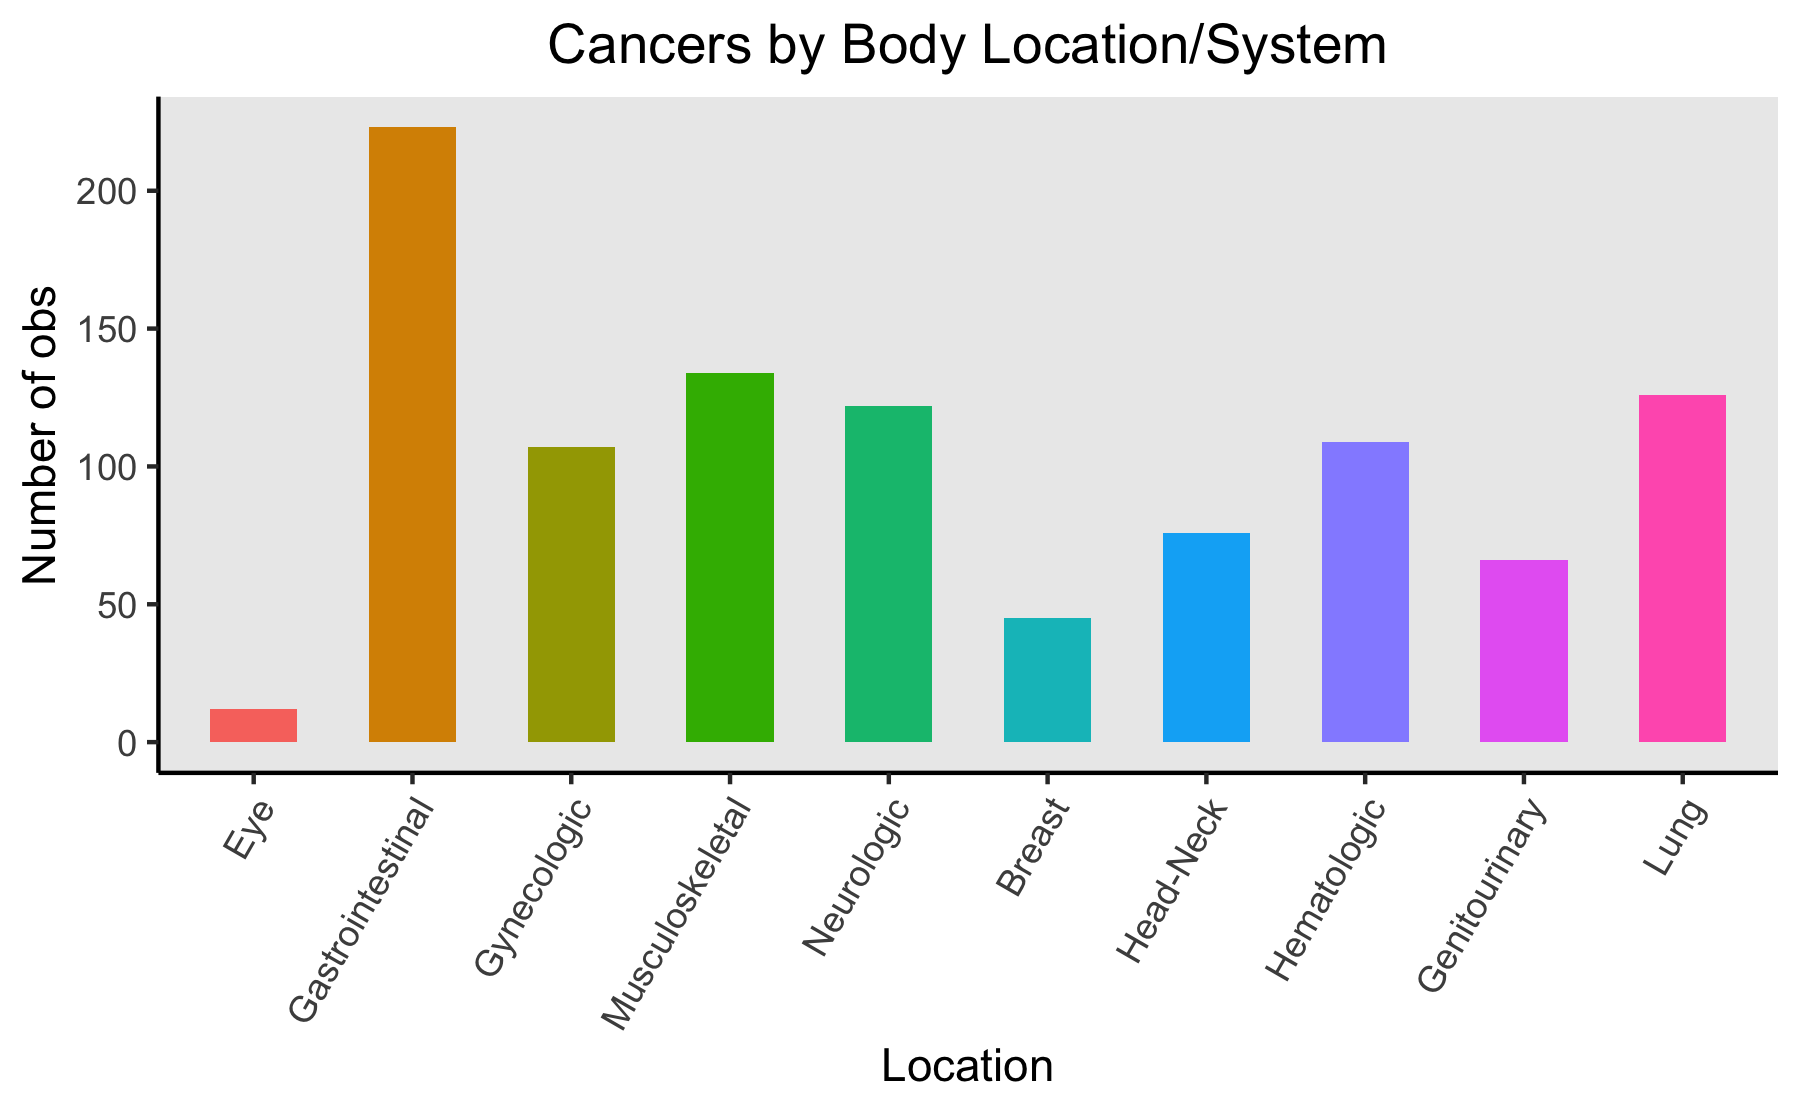 Cancers by Body Location/System
Number of obs
200
150
100
50
0
Eye
Gastrointestinal
Gynecologic
Musculoskeletal
Neurologic
Breast
Head-Neck
Hematologic
Genitourinary
Lung
Location